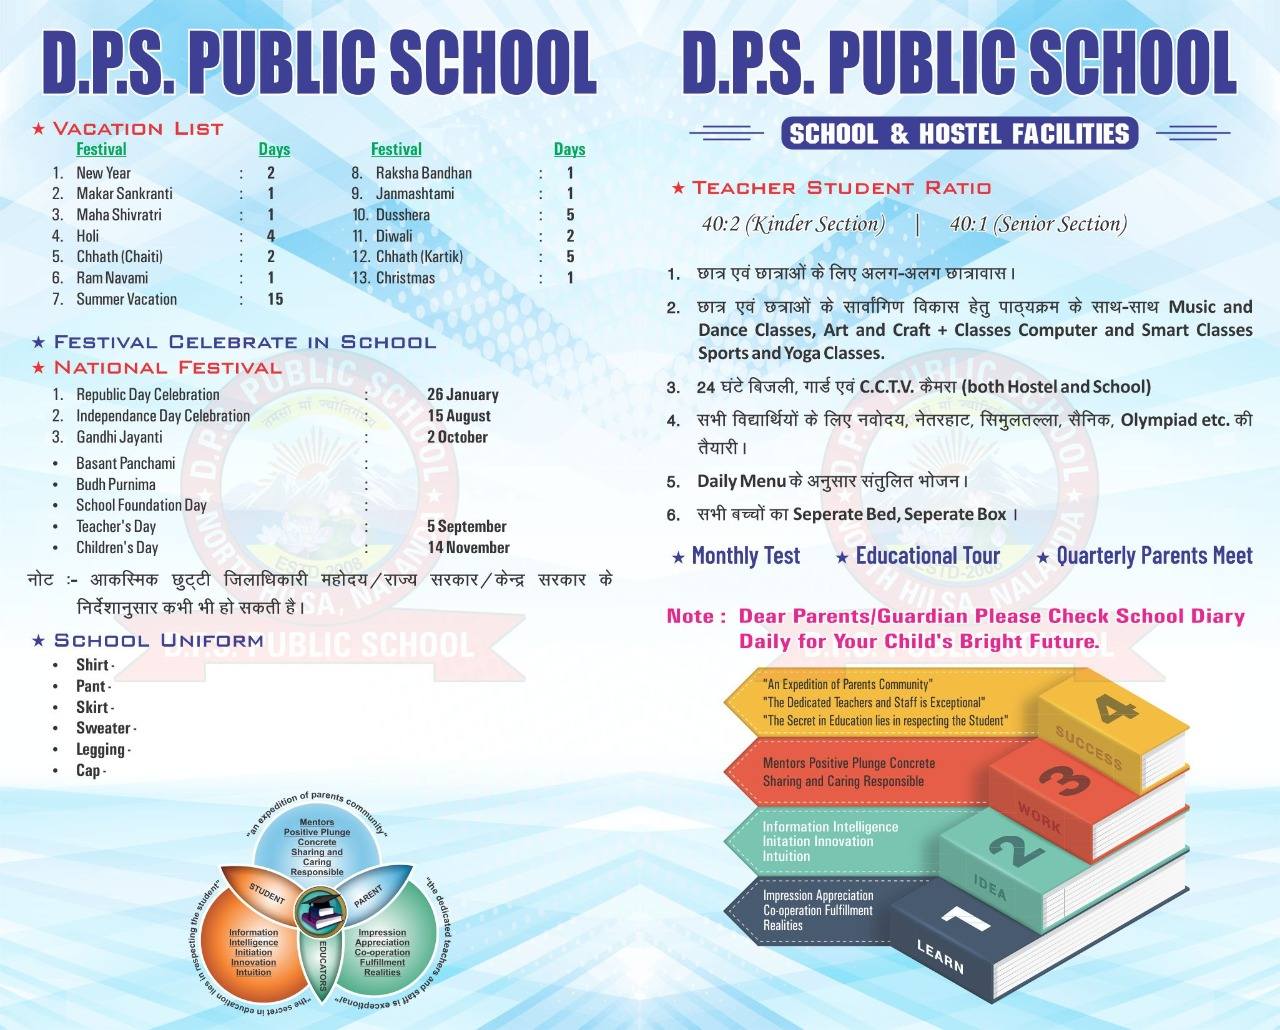 D.P.S. PUBLIC SCHOOL
★ VACATION LIST
Festival Days Festival Days
1. New Year : 2 8. Raksha Bandhan : 1
2. Makar Sankranti : 1 9. Janmashtami : 1
3. Maha Shivratri : 1 10. Dusshera : 5
4. Holi : 4 11. Diwali : 2
5. Chhath (Chaiti) : 2 12. Chhath (Kartik) : 5
6. Ram Navami : 1 13. Christmas : 1
7. Summer Vacation : 15
★ FESTIVAL CELEBRATE IN SCHOOL
★ NATIONAL FESTIVAL
1. Republic Day Celebration : 26 January
2. Independance Day Celebration : 15 August
3. Gandhi Jayanti : 2 October
• Basant Panchami :
• Budh Purnima :
• School Foundation Day :
• Teacher's Day : 5 September
• Children's Day : 14 November
नोट :- आकस्मिक छुट्टी जिलाधिकारी महोदय/राज्य सरकार/केन्द्र सरकार के
निर्देशानुसार कभी भी हो सकती है।
★ SCHOOL UNIFORM
• Shirt -
• Pant -
• Skirt -
• Sweater -
• Legging -
• Cap -
"an expedition of parents community"
Mentors
Positive Plunge
Concrete
Sharing and
Caring
Responsible
STUDENT
PARENT
EDUCATORS
"the secret in education lies in respecting the student"
Information
Intelligence
Initiation
Innovation
Intuition
Impression
Appreciation
Co-operation
Fulfillment
Realities
"the dedicated teachers and staff is exceptional"
D.P.S. PUBLIC SCHOOL
SCHOOL & HOSTEL FACILITIES
★ TEACHER STUDENT RATIO
40:2 (Kinder Section) | 40:1 (Senior Section)
1. छात्र एवं छात्राओं के लिए अलग-अलग छात्रावास।
2. छात्र एवं छत्राओं के सार्वांगिण विकास हेतु पाठ्यक्रम के साथ-साथ Music and
Dance Classes, Art and Craft + Classes Computer and Smart Classes
Sports and Yoga Classes.
3. 24 घंटे बिजली, गार्ड एवं C.C.T.V. कैमरा (both Hostel and School)
4. सभी विद्यार्थियों के लिए नवोदय, नेतरहाट, सिमुलतल्ला, सैनिक, Olympiad etc. की
तैयारी।
5. Daily Menu के अनुसार संतुलित भोजन।
6. सभी बच्चों का Seperate Bed, Seperate Box ।
★ Monthly Test ★ Educational Tour ★ Quarterly Parents Meet
Note : Dear Parents/Guardian Please Check School Diary
Daily for Your Child's Bright Future.
"An Expedition of Parents Community"
"The Dedicated Teachers and Staff is Exceptional"
"The Secret in Education lies in respecting the Student"
4
SUCCESS
Mentors Positive Plunge Concrete
Sharing and Caring Responsible
3
WORK
Information Intelligence
Initation Innovation
Intuition
2
IDEA
Impression Appreciation
Co-operation Fulfillment
Realities
1
LEARN
D.P.S. PUBLIC SCHOOL
NORTH HILSA, NALANDA
ESTD-2008
D.P.S. PUBLIC SCHOOL